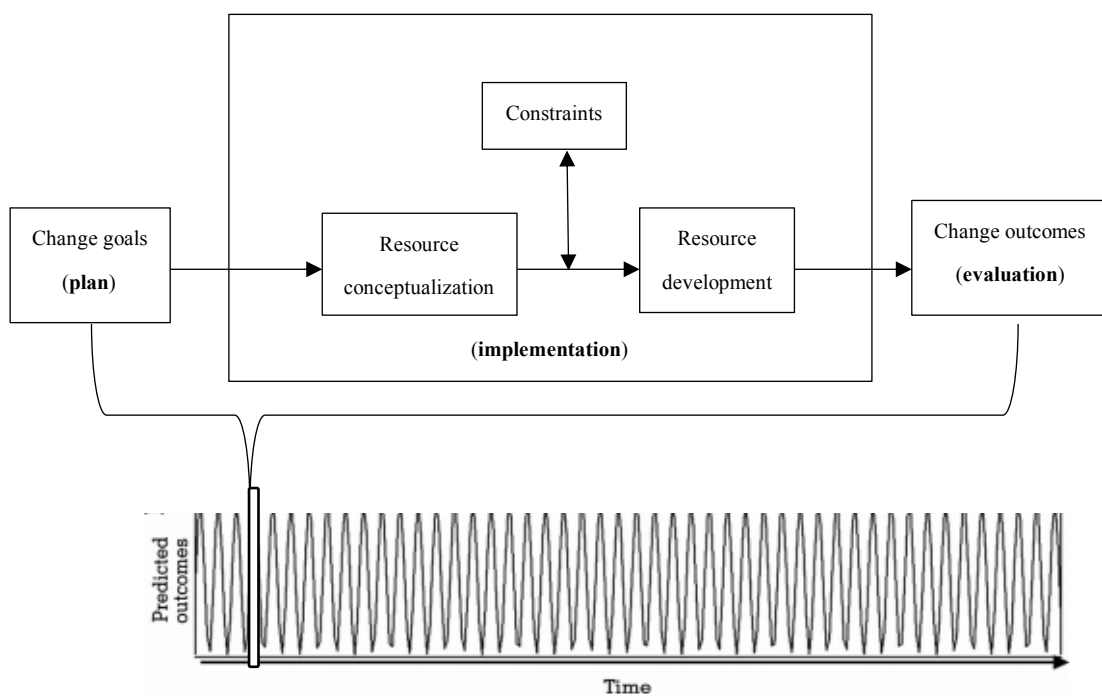 Constraints
Change goals
(plan)
Resource
conceptualization
Resource
development
Change outcomes
(evaluation)
(implementation)
Predicted
outcomes
Time